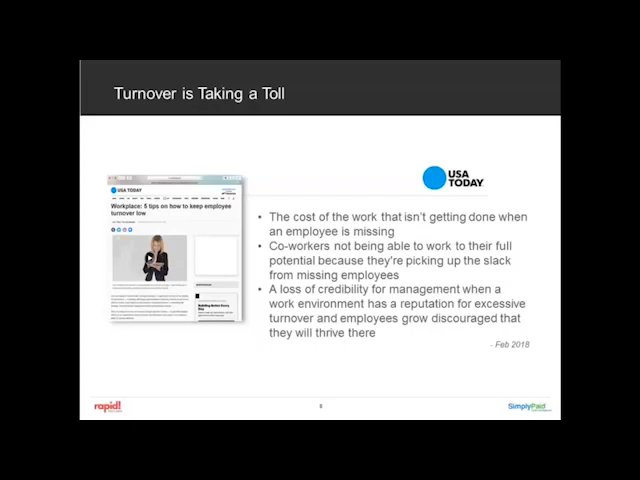 Turnover is Taking a Toll
USA TODAY
Workplace: 5 tips on how to keep employee
turnover low
USA
TODAY
• The cost of the work that isn't getting done when
an employee is missing
• Co-workers not being able to work to their full
potential because they're picking up the slack
from missing employees
• A loss of credibility for management when a
work environment has a reputation for excessive
turnover and employees grow discouraged that
they will thrive there
- Feb 2018
rapid!
SimplyPaid